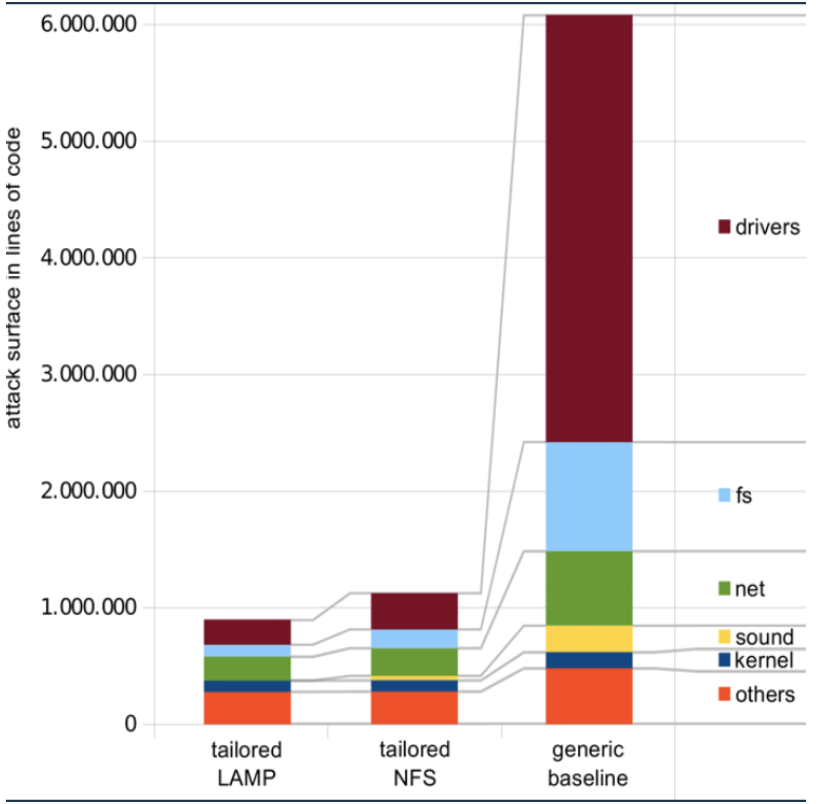 attack surface in lines of code
6.000.000
5.000.000
4.000.000
3.000.000
2.000.000
1.000.000
0
drivers
fs
net
sound
kernel
others
tailored
LAMP
tailored
NFS
generic
baseline